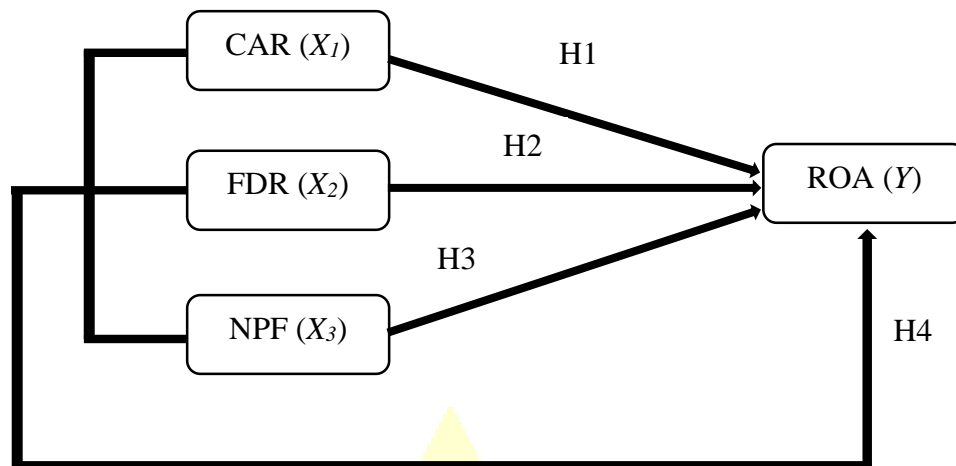 CAR (X1)
H1
H2
FDR (X2)
ROA (Y)
H3
NPF (X3)
H4